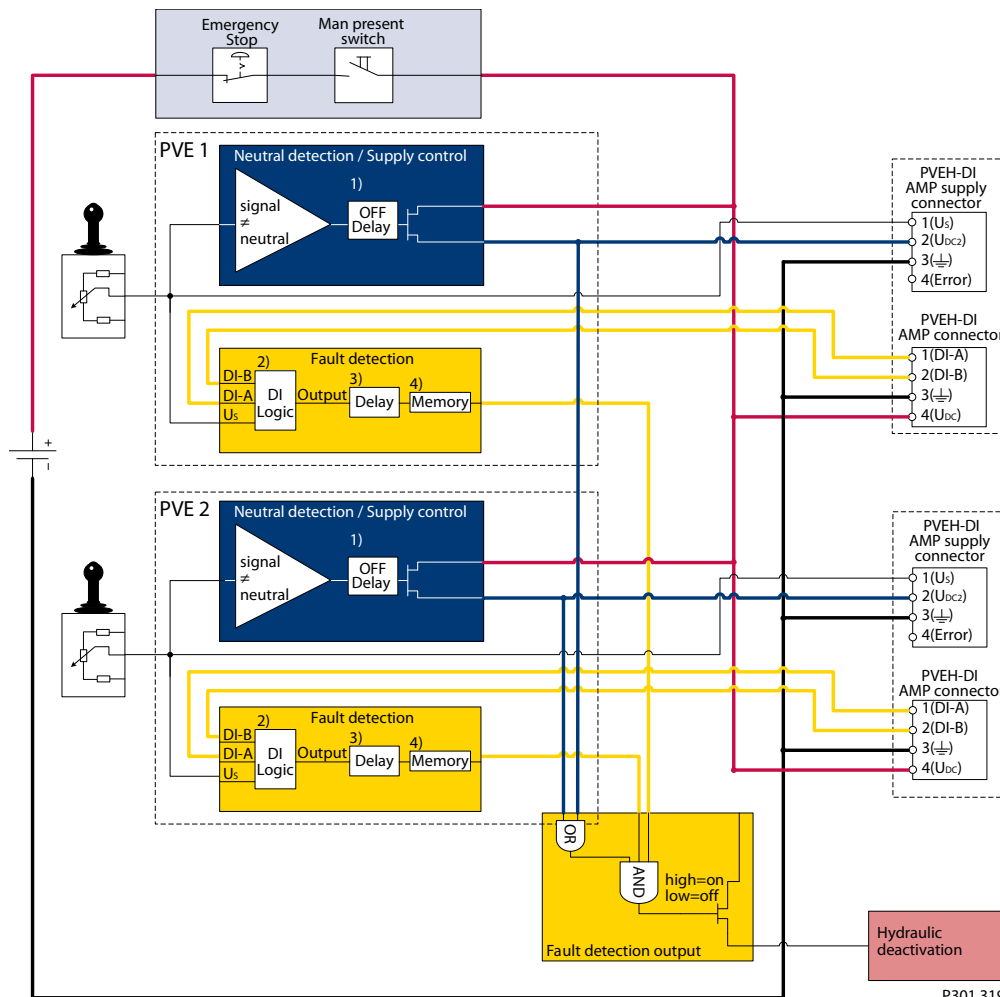 Emergency
Stop
Man present
switch
PVE 1
Neutral detection / Supply control
1)
signal
≠
neutral
OFF
Delay
PVEH-DI
AMP supply
connector
1(Us)
2(UDC2)
3(⏚)
4(Error)
Fault detection
2)
DI-B
DI-A
Us
DI
Logic
Output
3)
Delay
4)
Memory
PVEH-DI
AMP connector
1(DI-A)
2(DI-B)
3(⏚)
4(UDC)
+
−
PVE 2
Neutral detection / Supply control
1)
signal
≠
neutral
OFF
Delay
PVEH-DI
AMP supply
connector
1(Us)
2(UDC2)
3(⏚)
4(Error)
Fault detection
2)
DI-B
DI-A
Us
DI
Logic
Output
3)
Delay
4)
Memory
PVEH-DI
AMP connector
1(DI-A)
2(DI-B)
3(⏚)
4(UDC)
OR
AND
high=on
low=off
Fault detection output
Hydraulic
deactivation
P301 319